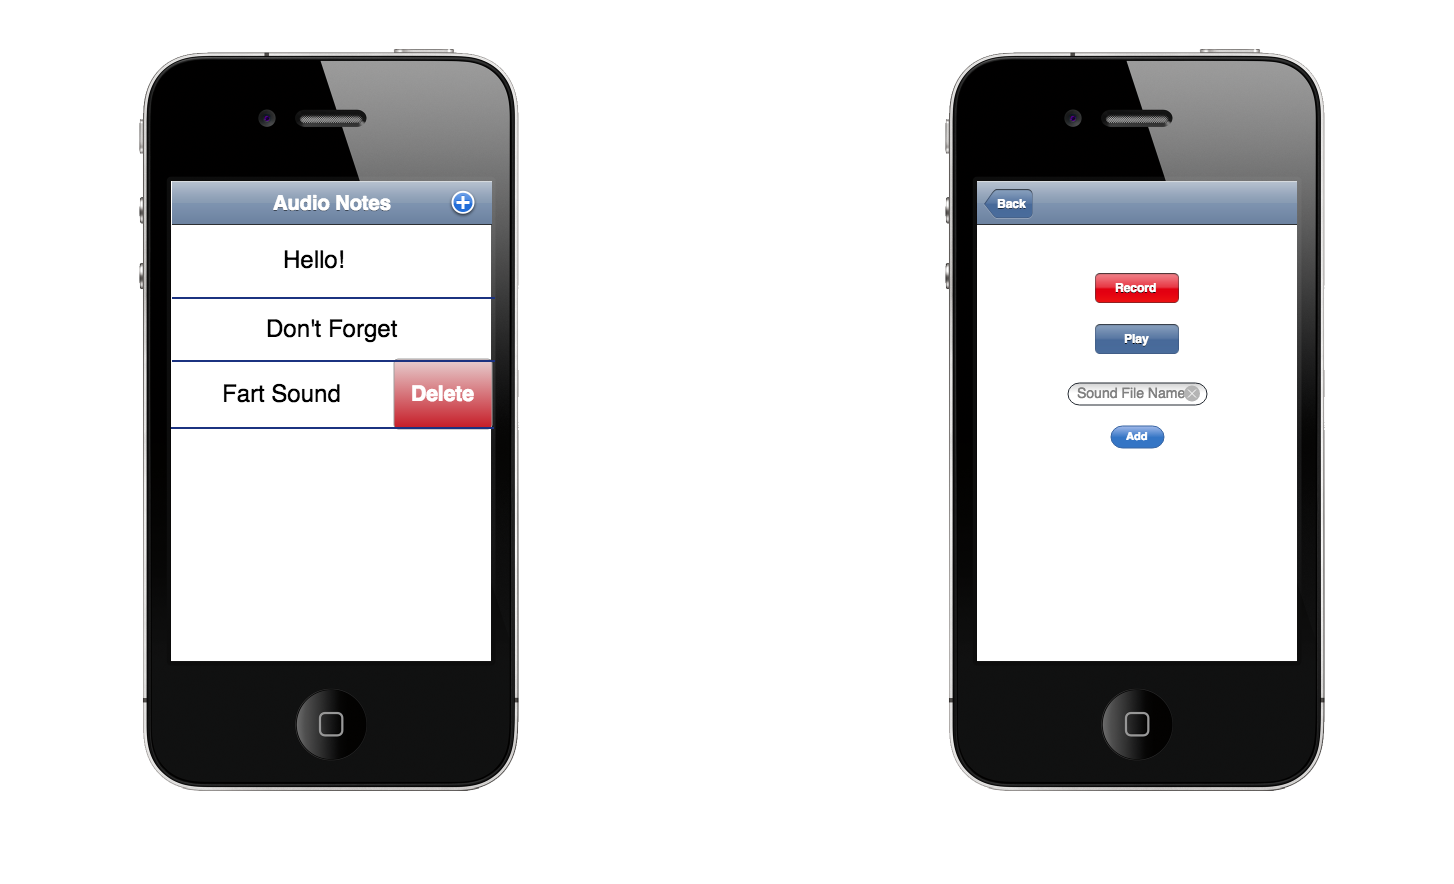 Audio Notes
Hello!
Don't Forget
Fart Sound
Delete
Back
Record
Play
Sound File Name
Add